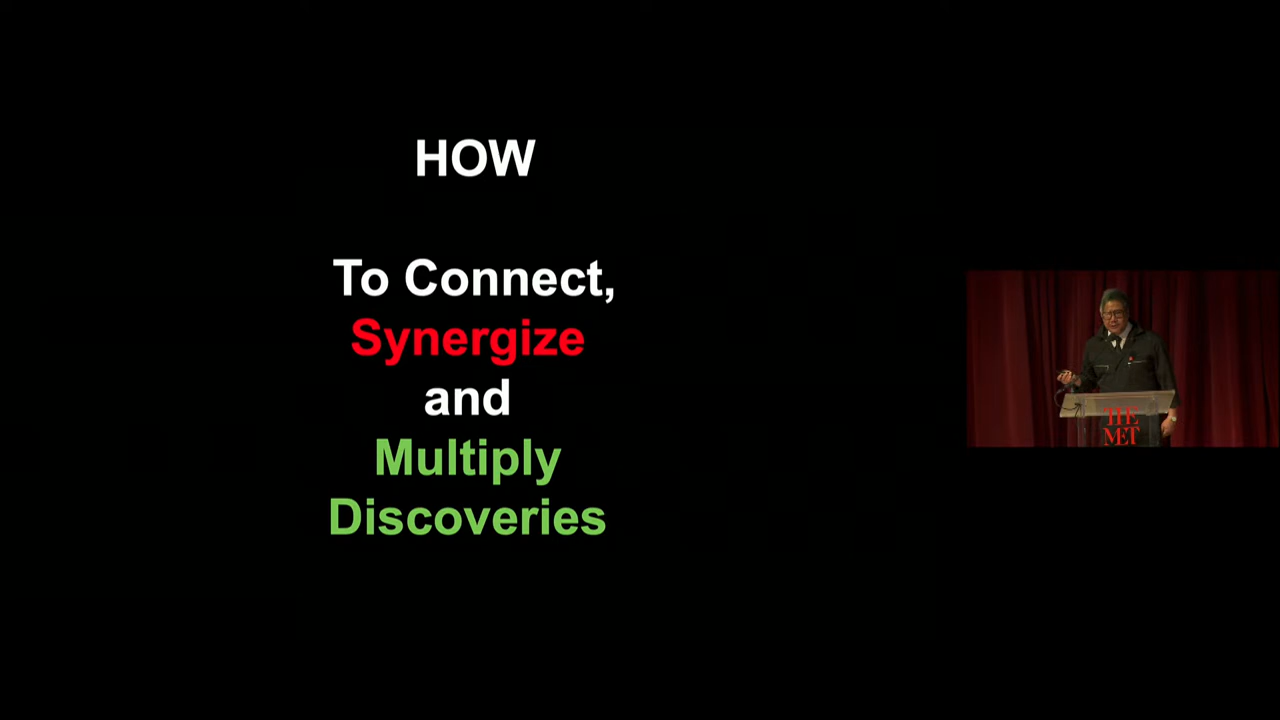 HOW
To Connect,
Synergize
and
Multiply
Discoveries
THE
MET